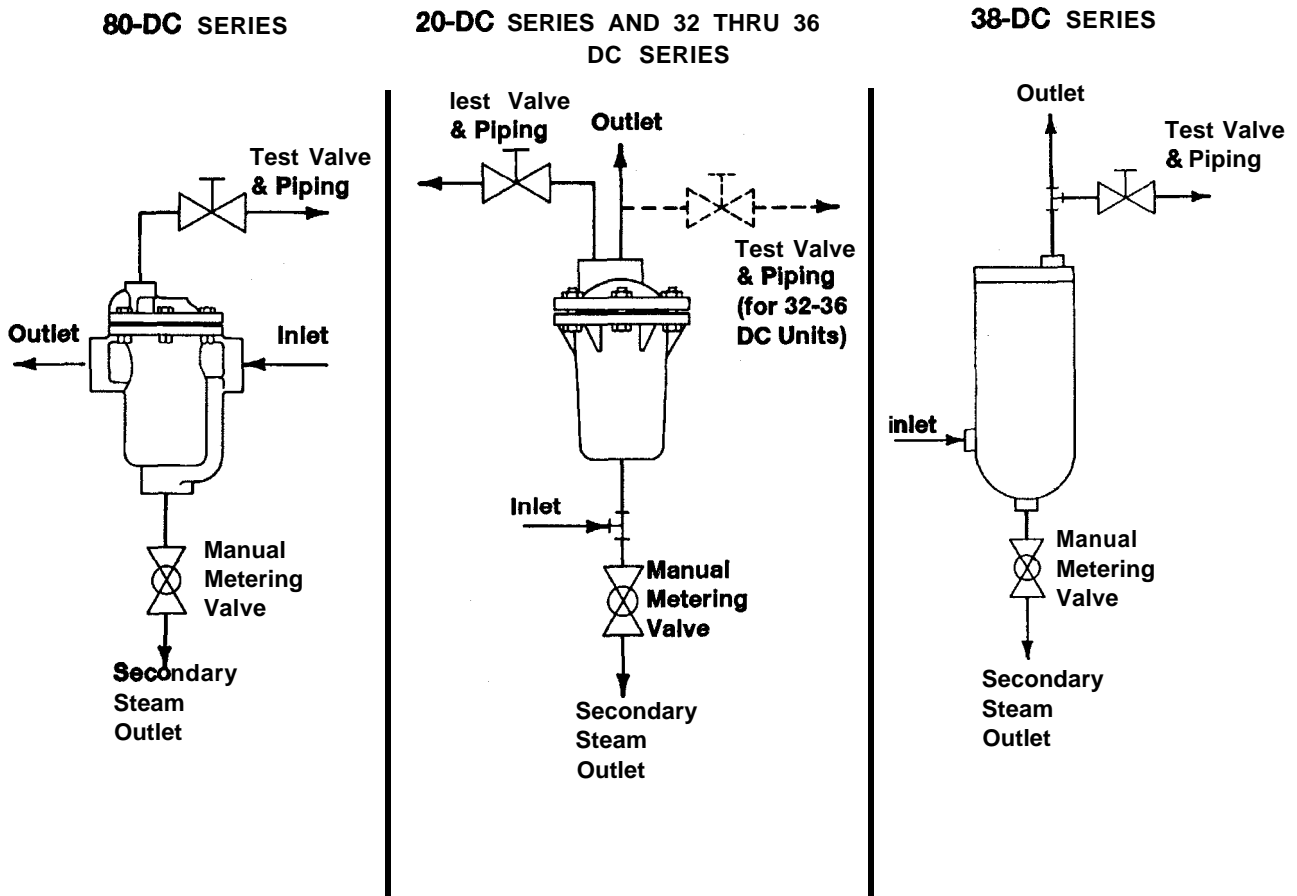 80-DC SERIES
Test Valve
& Piping
Outlet
Inlet
Manual
Metering
Valve
Secondary
Steam
Outlet
20-DC SERIES AND 32 THRU 36
DC SERIES
lest Valve
& Piping
Outlet
Test Valve
& Piping
(for 32-36
DC Units)
Inlet
Manual
Metering
Valve
Secondary
Steam
Outlet
38-DC SERIES
Outlet
Test Valve
& Piping
inlet
Manual
Metering
Valve
Secondary
Steam
Outlet